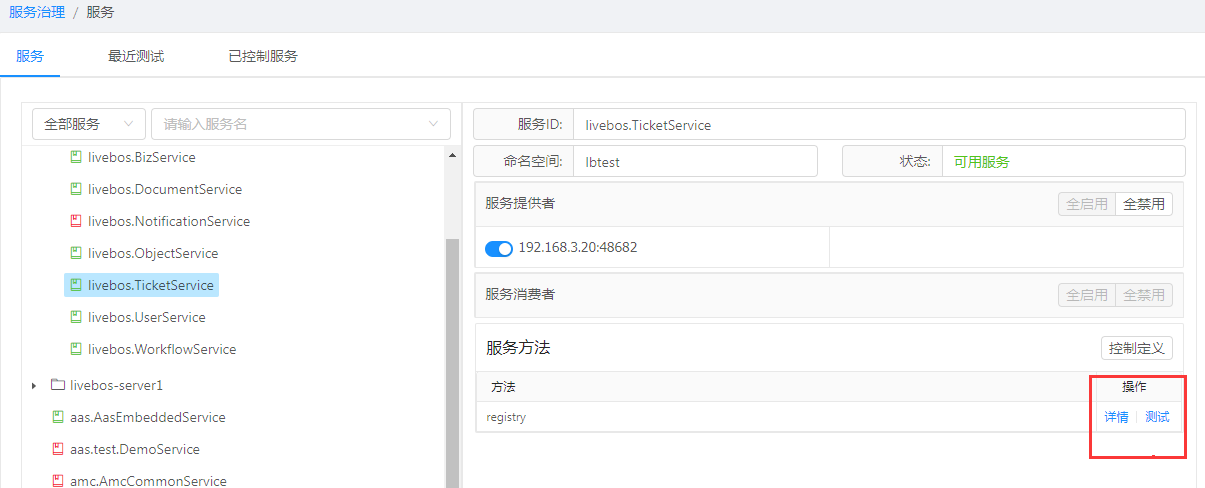 服务治理 / 服务
服务 最近测试 已控制服务
全部服务 请输入服务名
livebos.BizService
livebos.DocumentService
livebos.NotificationService
livebos.ObjectService
livebos.TicketService
livebos.UserService
livebos.WorkflowService
livebos-server1
aas.AasEmbeddedService
aas.test.DemoService
amc.AmcCommonService
服务ID: livebos.TicketService
命名空间: lbtest 状态: 可用服务
服务提供者 全启用 全禁用
192.168.3.20:48682
服务消费者 全启用 全禁用
服务方法 控制定义
方法 操作
registry 详情 测试